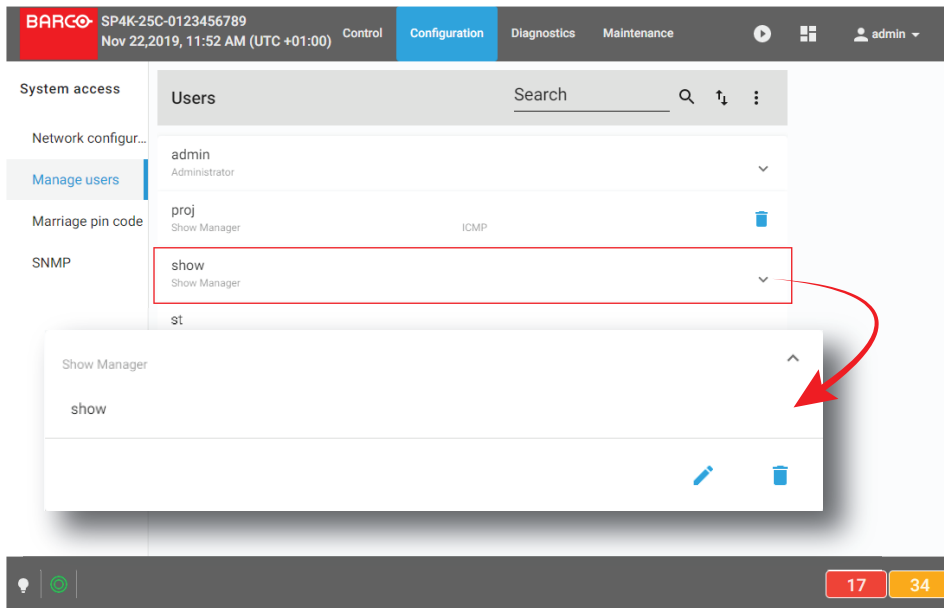 BARCO SP4K-25C-0123456789
Nov 22,2019, 11:52 AM (UTC +01:00)
Control Configuration Diagnostics Maintenance admin
System access
Network configur...
Manage users
Marriage pin code
SNMP
Users Search
admin
Administrator
proj
Show Manager ICMP
show
Show Manager
st
Show Manager
show
17 34